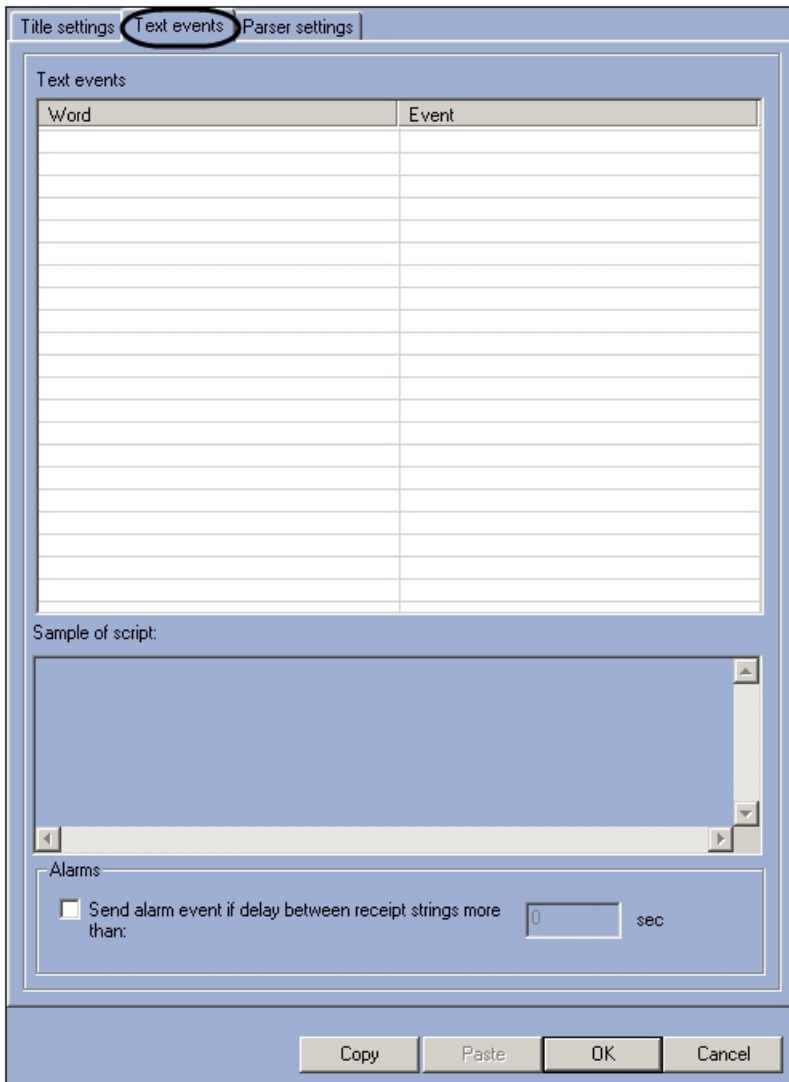 Title settings Text events Parser settings
Text events
Word Event
Sample of script:
Alarms
Send alarm event if delay between receipt strings more
than:
0 sec
Copy Paste OK Cancel